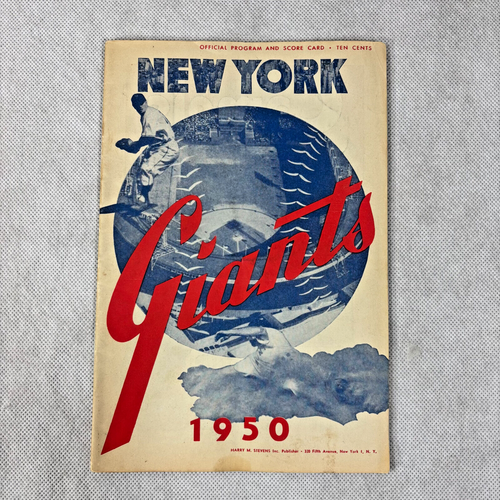 OFFICIAL PROGRAM AND SCORE CARD • TEN CENTS
NEW YORK
Giants
1950
HARRY M. STEVENS Inc. Publisher - 320 Fifth Avenue, New York 1, N. Y.